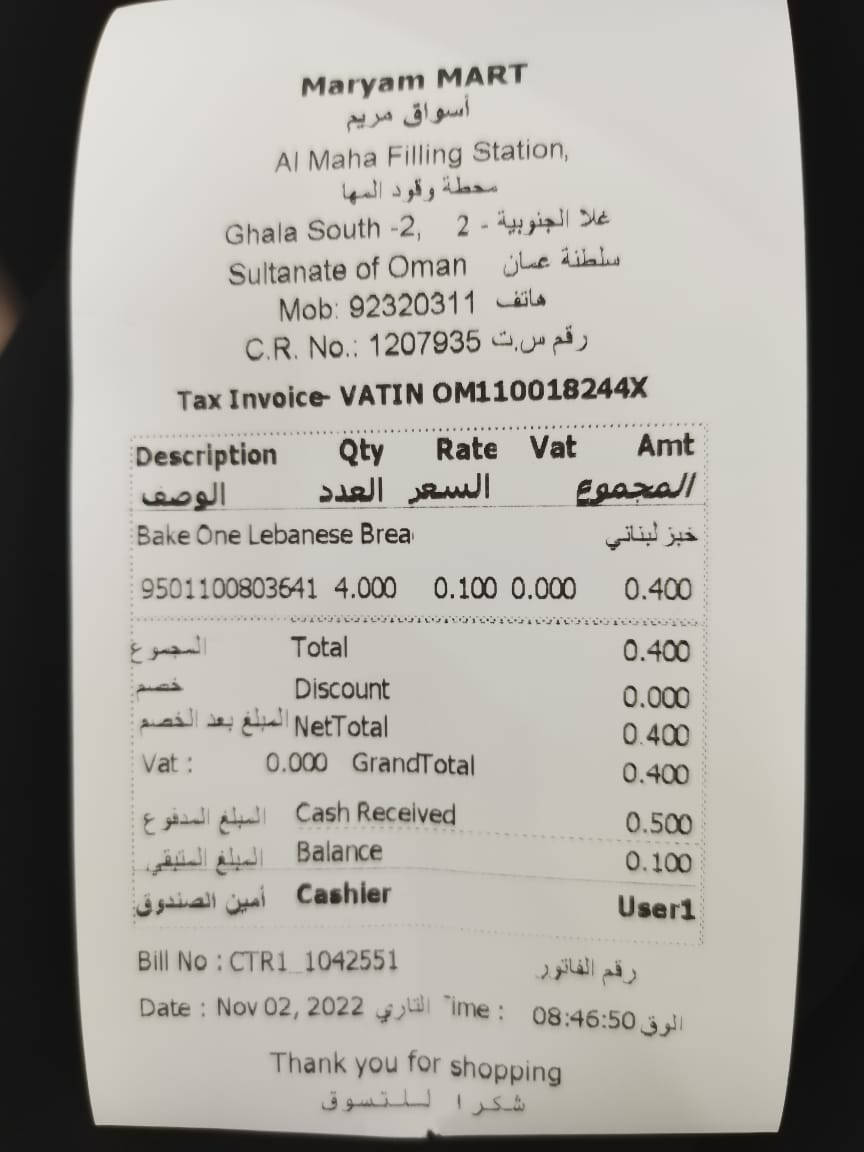 Maryam MART
أسواق مريم
Al Maha Filling Station,
محطة وقود المها
Ghala South -2, غلا الجنوبية - 2
Sultanate of Oman سلطنة عمان
Mob: 92320311 هاتف
C.R. No.: 1207935 رقم س.ت
Tax Invoice- VATIN OM110018244X
Description Qty Rate Vat Amt
الوصف العدد السعر المجموع
Bake One Lebanese Brea خبز لبناني
9501100803641 4.000 0.100 0.000 0.400
المجموع Total 0.400
خصم Discount 0.000
المبلغ بعد الخصم NetTotal 0.400
Vat : 0.000 GrandTotal 0.400
المبلغ المدفوع Cash Received 0.500
المبلغ المتبقي Balance 0.100
أمين الصندوق Cashier User1
Bill No : CTR1_1042551 رقم الفاتور
Date : Nov 02, 2022 التاري ime : 08:46:50 الوق
Thank you for shopping
شكرا للتسوق